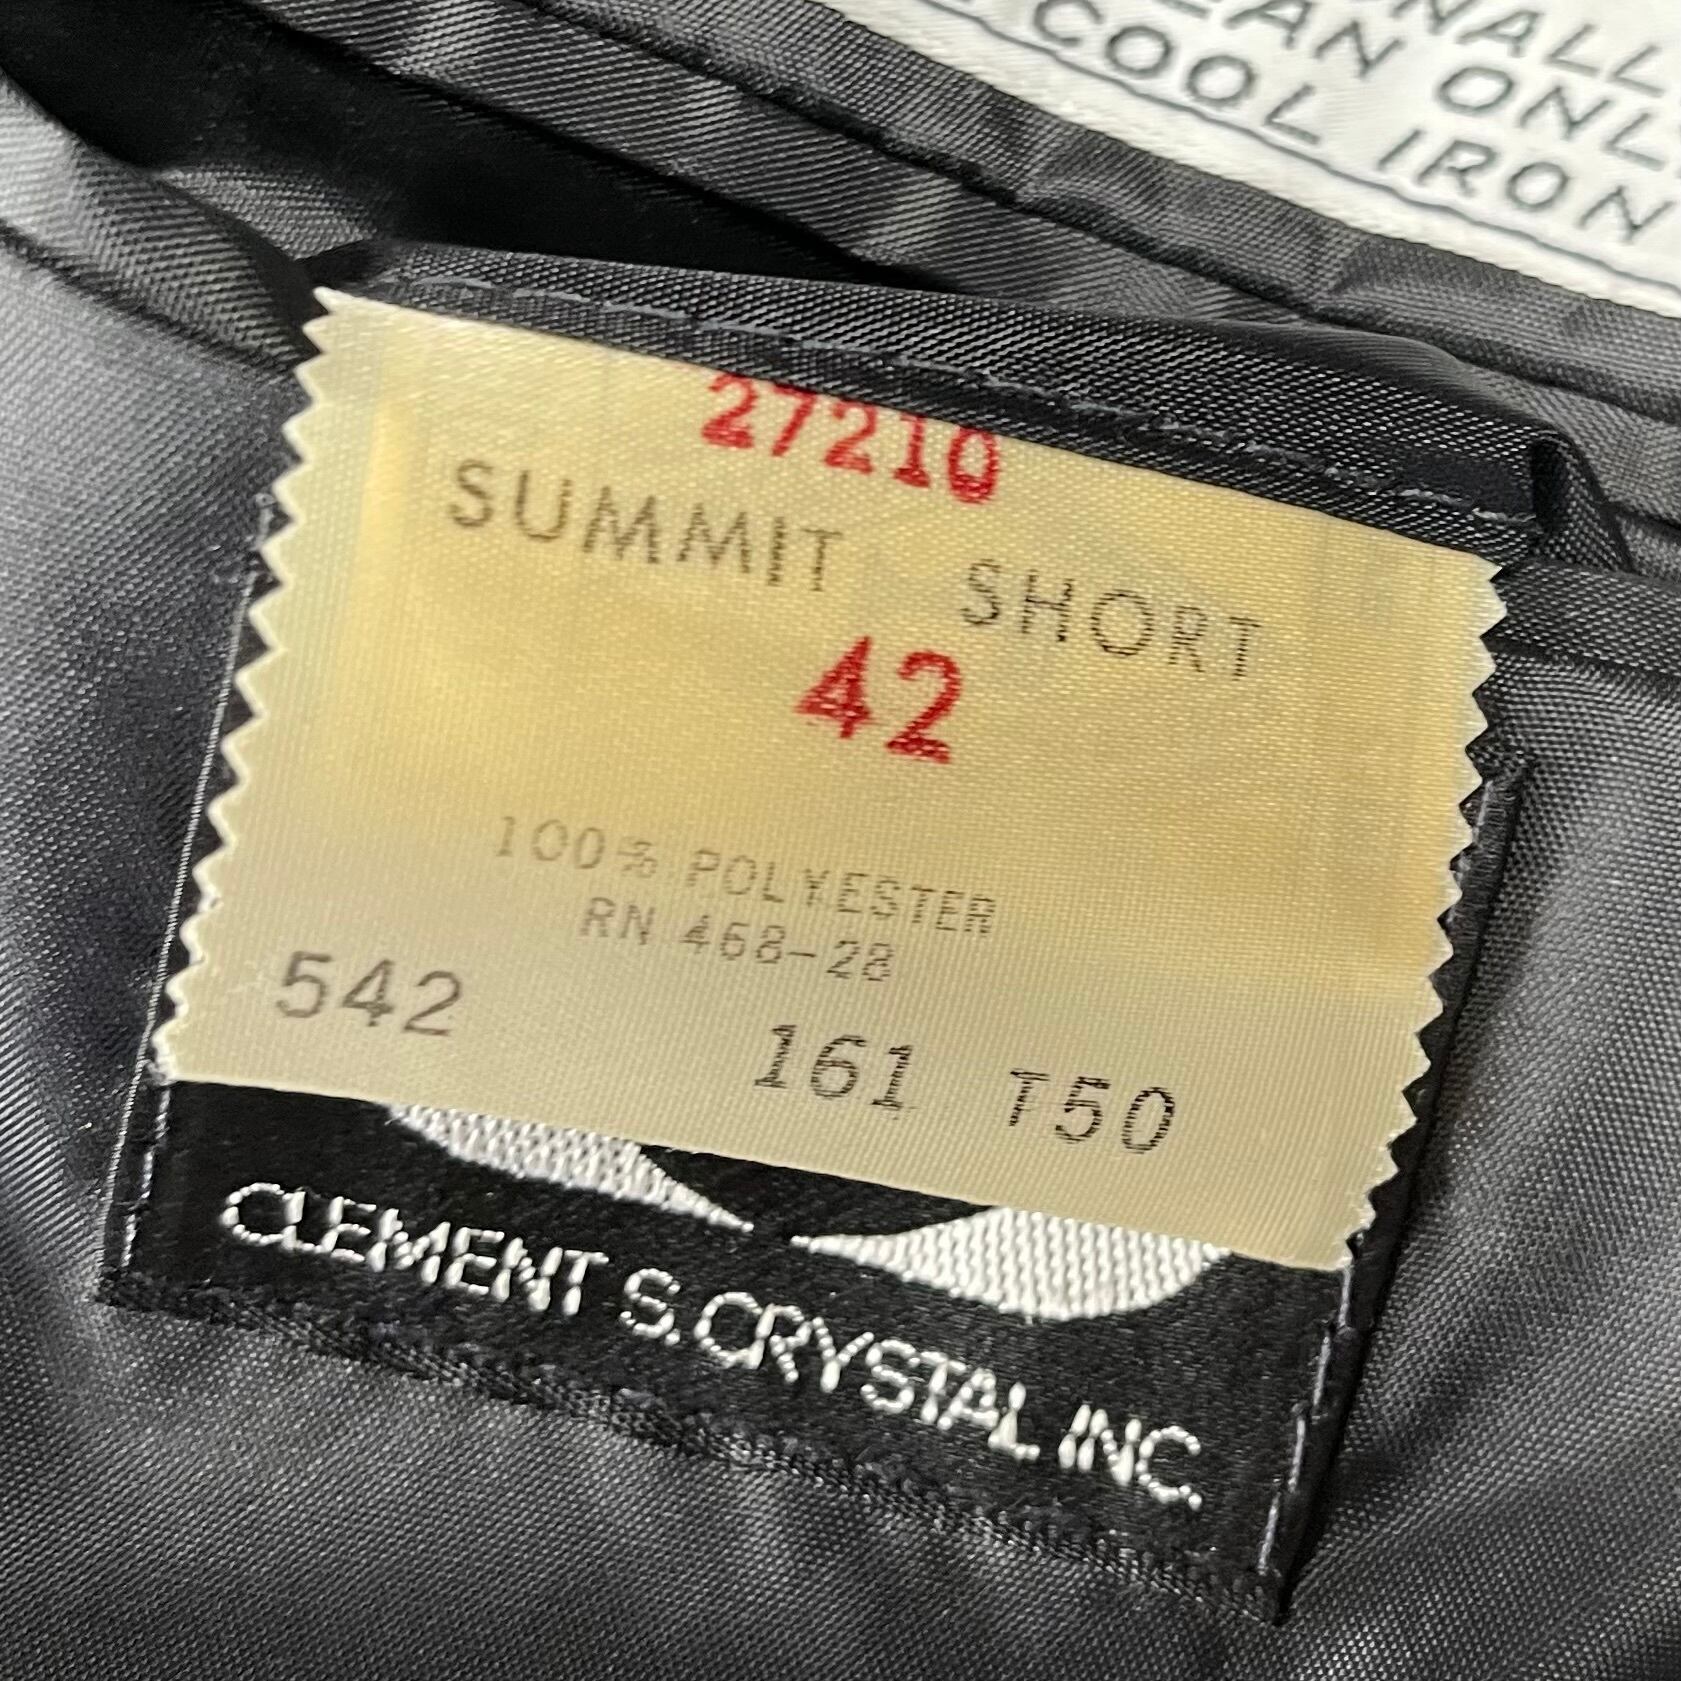 COOL IRON
27210
SUMMIT SHORT
42
100% POLYESTER
RN 468-28
542 161 T50
CLEMENT S. CRYSTAL INC.